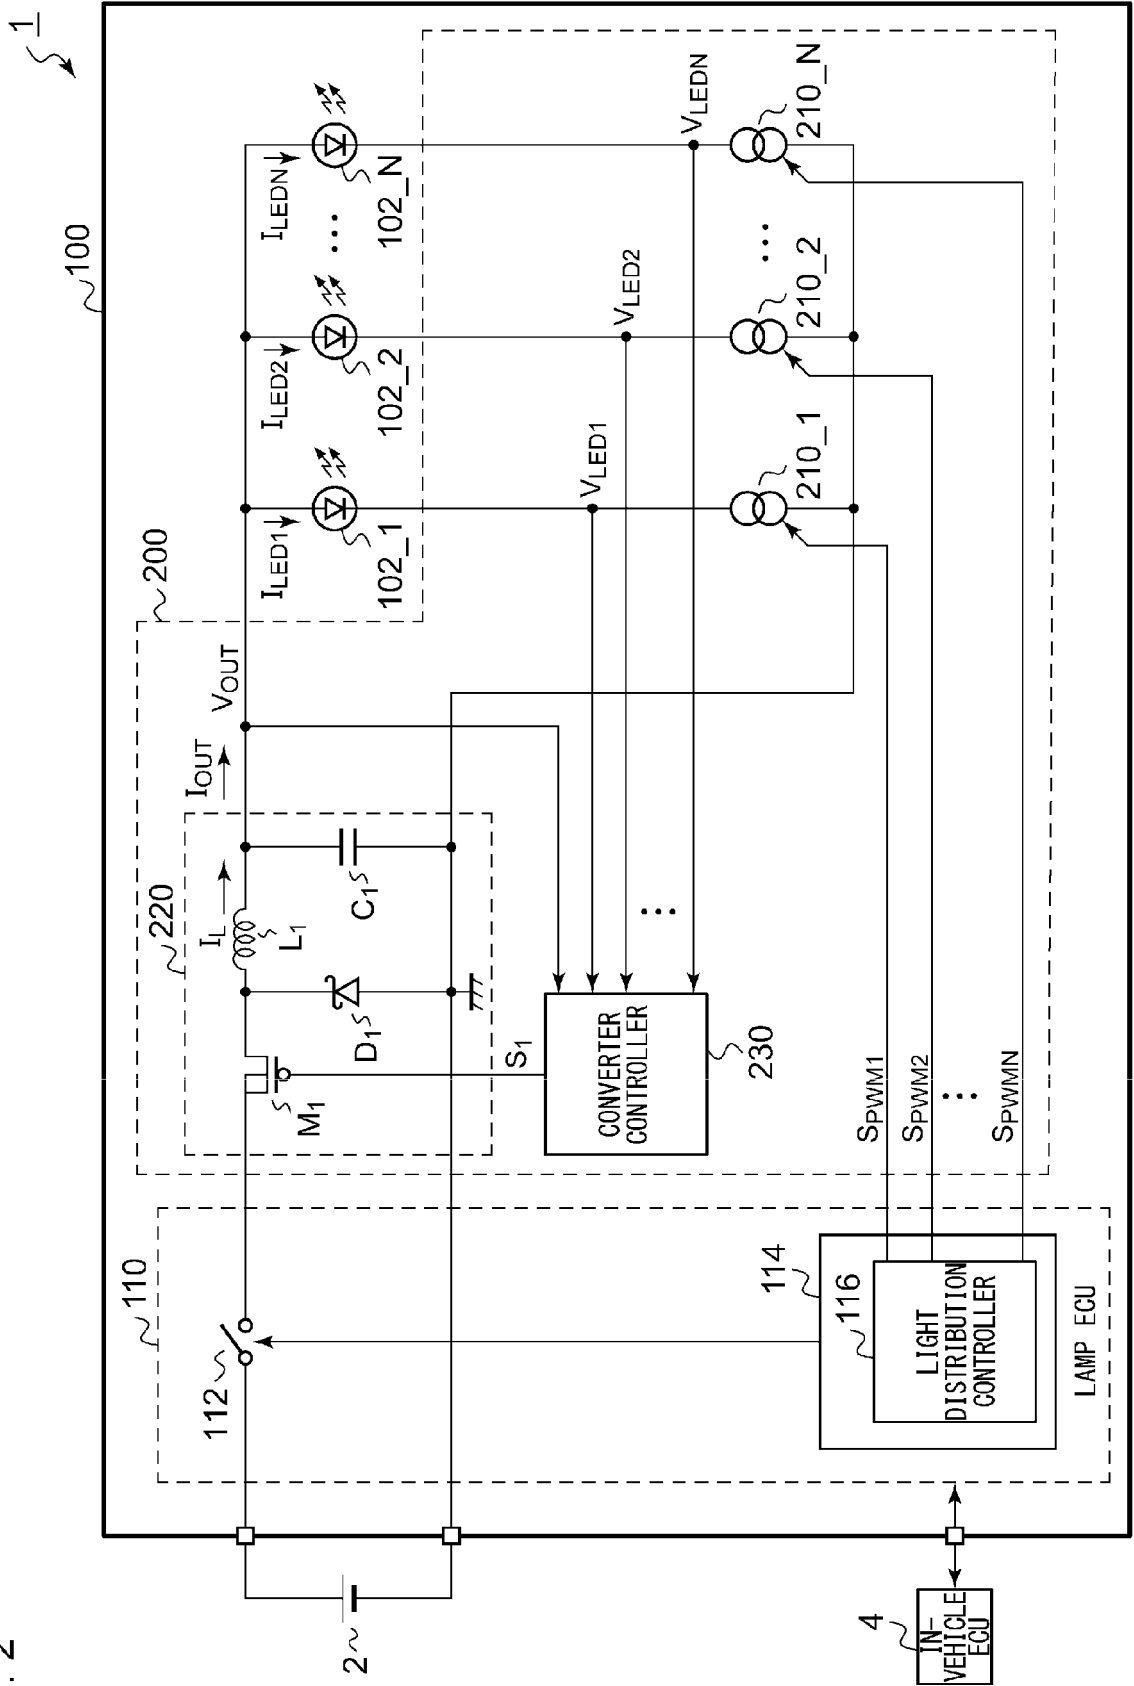 . 2
1
100
200
220
110
112
2
4
IN-
VEHICLE
ECU
114
116
LIGHT
DISTRIBUTION
CONTROLLER
LAMP ECU
M1
D1
L1
C1
IL
IOUT
VOUT
S1
CONVERTER
CONTROLLER
230
...
SPWM1
SPWM2
...
SPWMN
ILED1
ILED2
ILEDN
102_1
102_2
...
102_N
VLED1
VLED2
VLEDN
210_1
210_2
...
210_N